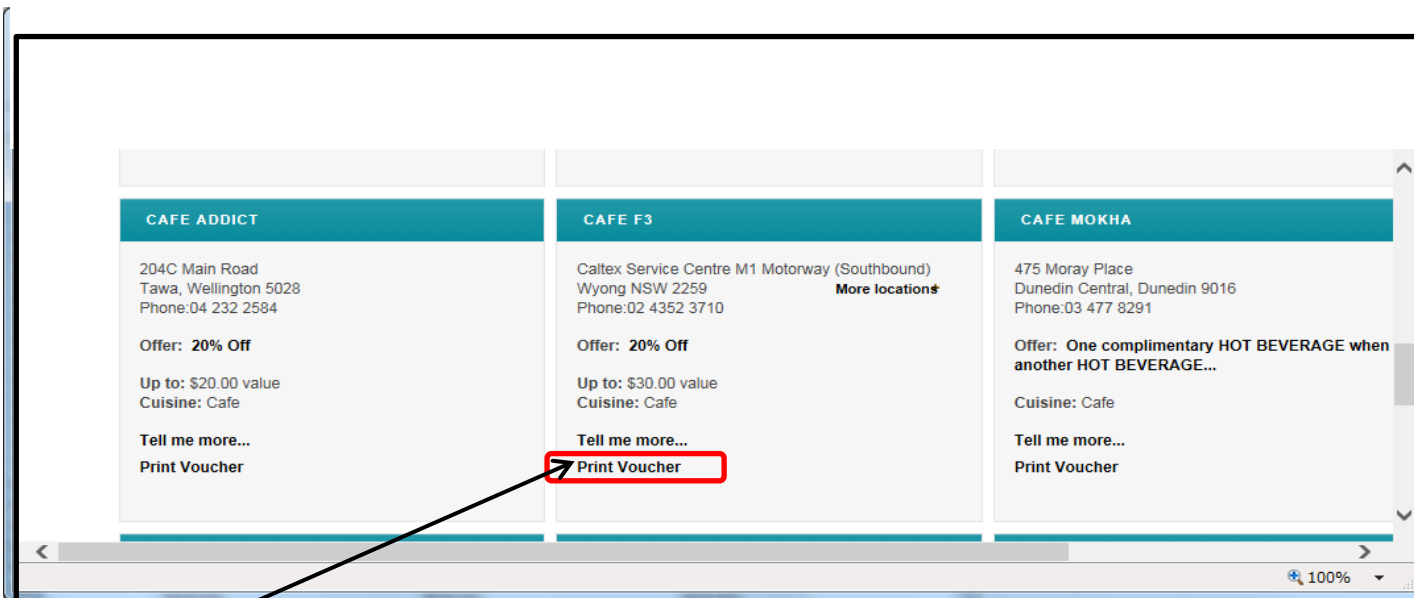 CAFE ADDICT
204C Main Road
Tawa, Wellington 5028
Phone:04 232 2584
Offer: 20% Off
Up to: $20.00 value
Cuisine: Cafe
Tell me more...
Print Voucher
CAFE F3
Caltex Service Centre M1 Motorway (Southbound)
Wyong NSW 2259 More locations
Phone:02 4352 3710
Offer: 20% Off
Up to: $30.00 value
Cuisine: Cafe
Tell me more...
Print Voucher
CAFE MOKHA
475 Moray Place
Dunedin Central, Dunedin 9016
Phone:03 477 8291
Offer: One complimentary HOT BEVERAGE when
another HOT BEVERAGE...
Cuisine: Cafe
Tell me more...
Print Voucher
100%